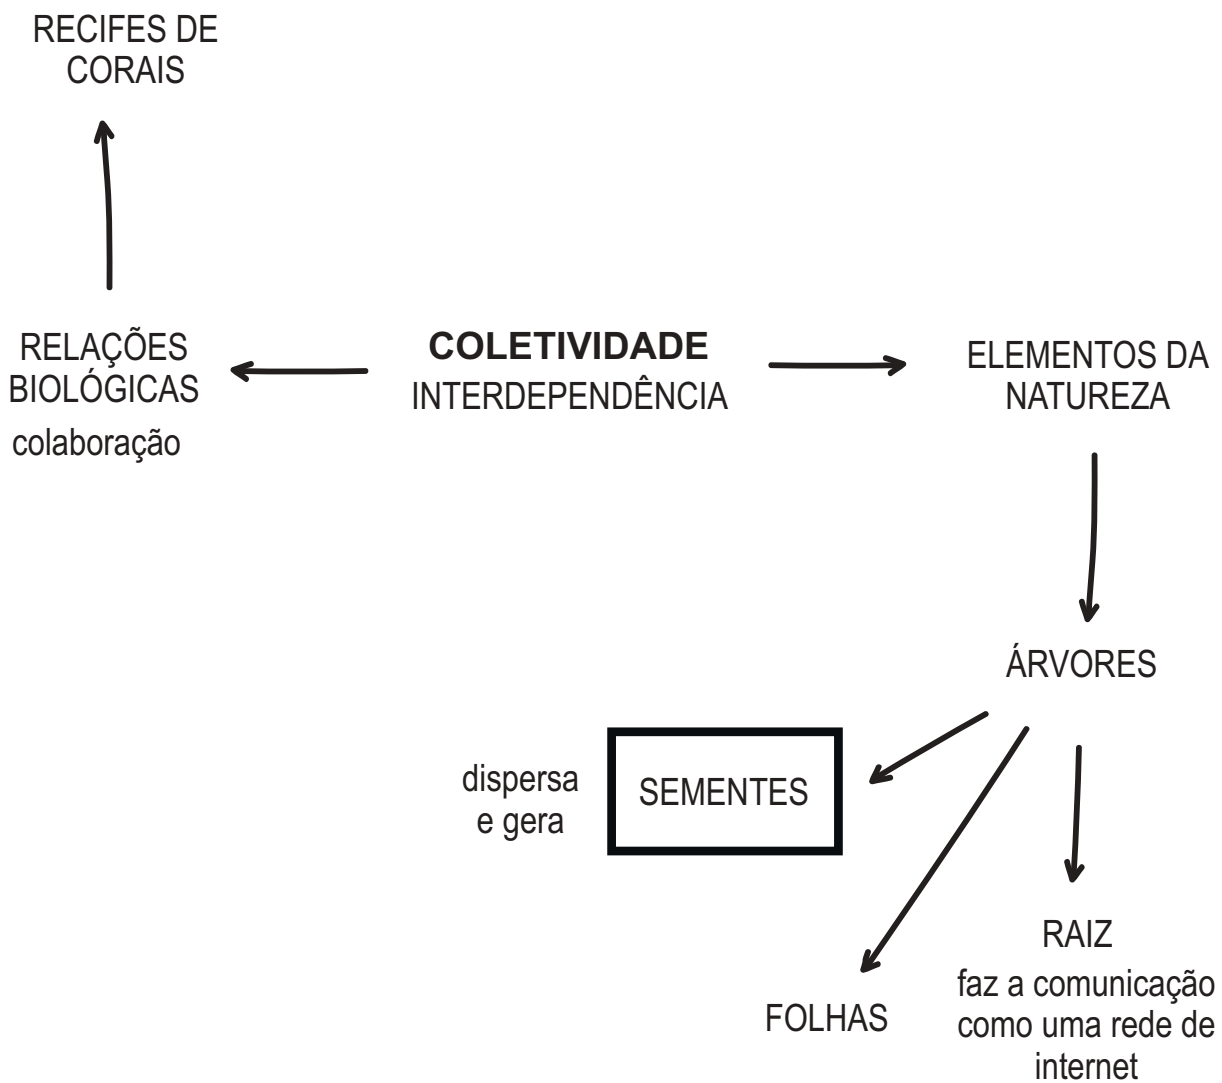 RECIFES DE
CORAIS
RELAÇÕES
BIOLÓGICAS
colaboração
COLETIVIDADE
INTERDEPENDÊNCIA
ELEMENTOS DA
NATUREZA
ÁRVORES
dispersa
e gera
SEMENTES
FOLHAS
RAIZ
faz a comunicação
como uma rede de
internet